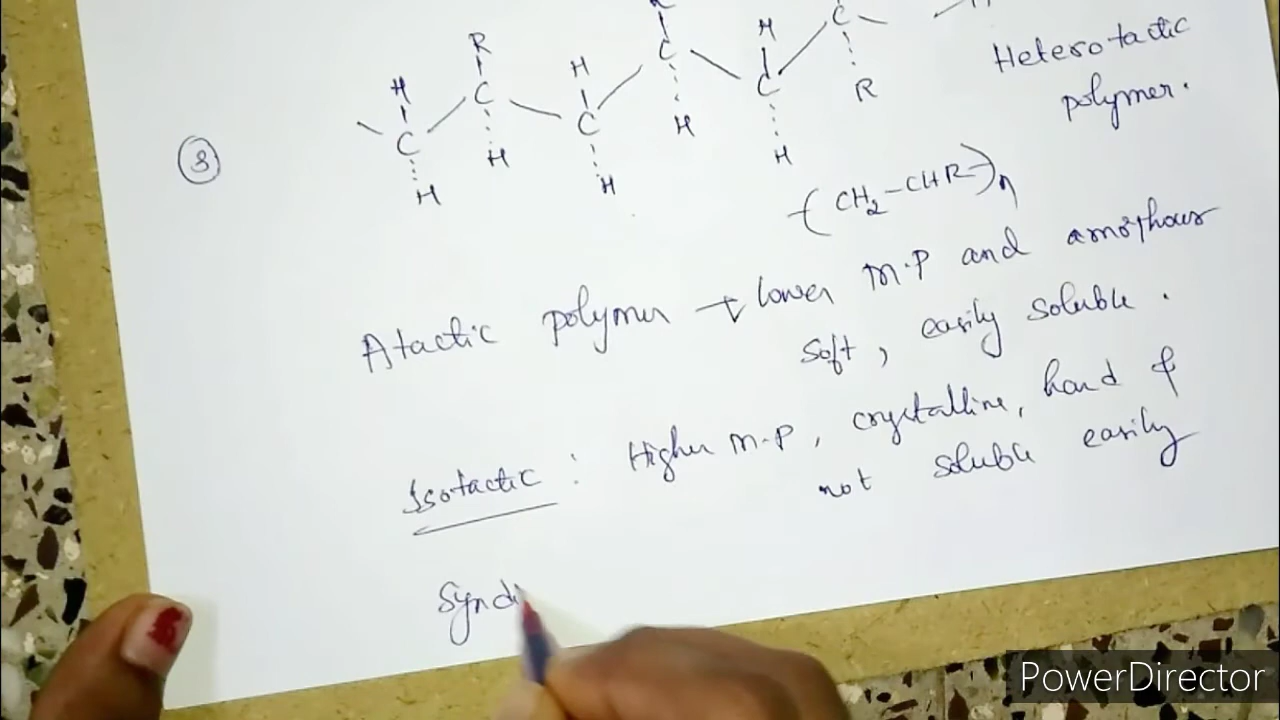 R
H
C
H
R
H
C
C
H
C
R
H
C
H
C
H
R
H
H
Heterotactic
polymer.
(3)
(CH2-CHR)n
Atactic polymer → lower M.P and amorphous
soft, easily soluble.
Isotactic : Higher M.P, crystalline, hard &
not soluble easily
Syndi
PowerDirector